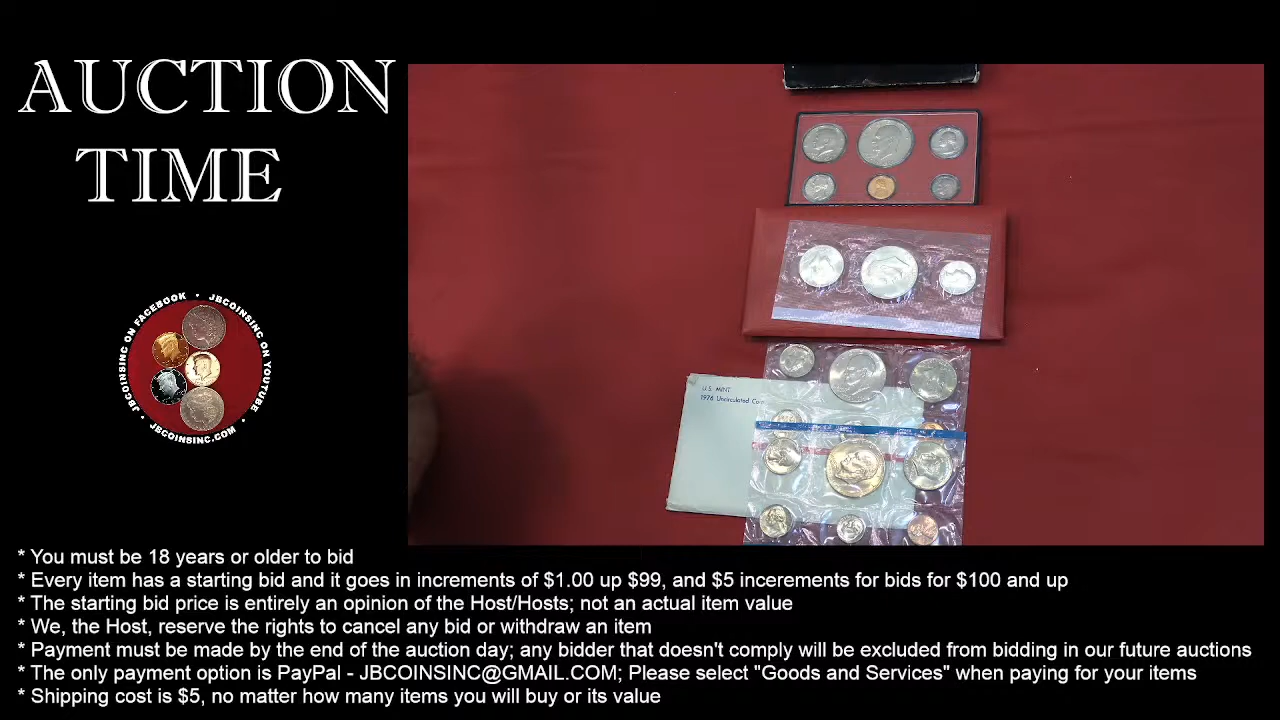 AUCTION
TIME
JBCOINSINC ON FACEBOOK • JBCOINSINC ON YOUTUBE • JBCOINSINC.COM •
U.S. MINT
1976 Uncirculated
* You must be 18 years or older to bid
* Every item has a starting bid and it goes in increments of $1.00 up $99, and $5 incerements for bids for $100 and up
* The starting bid price is entirely an opinion of the Host/Hosts; not an actual item value
* We, the Host, reserve the rights to cancel any bid or withdraw an item
* Payment must be made by the end of the auction day; any bidder that doesn't comply will be excluded from bidding in our future auctions
* The only payment option is PayPal - JBCOINSINC@GMAIL.COM; Please select "Goods and Services" when paying for your items
* Shipping cost is $5, no matter how many items you will buy or its value